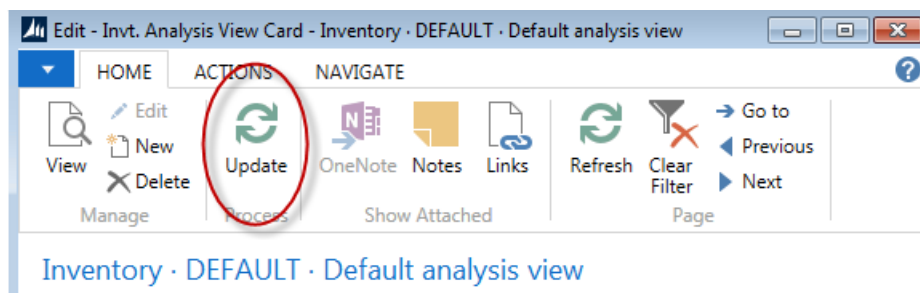 Edit - Invt. Analysis View Card - Inventory · DEFAULT · Default analysis view
HOME ACTIONS NAVIGATE
View
Edit
New
Delete
Manage
Update
Process
OneNote Notes Links
Show Attached
Refresh
Clear
Filter
Go to
Previous
Next
Page
Inventory · DEFAULT · Default analysis view